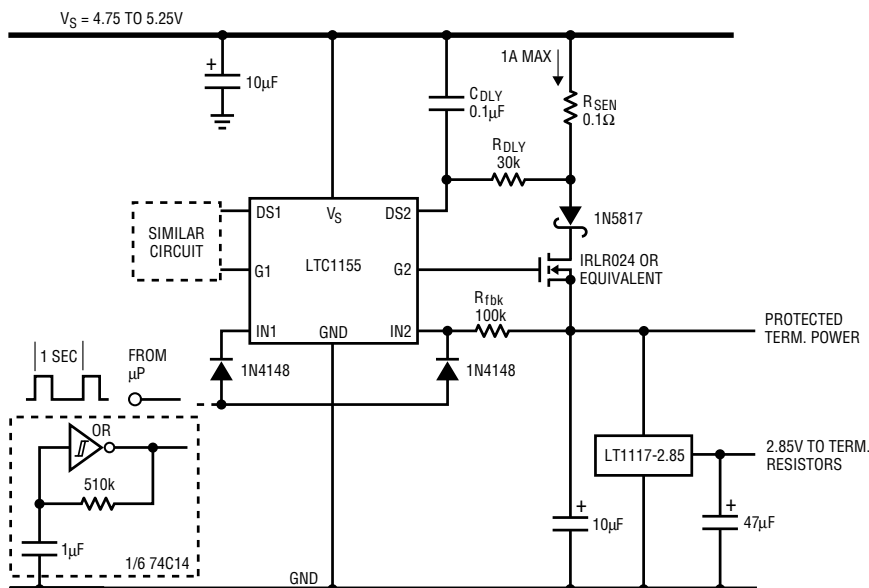 V_S = 4.75 TO 5.25V
1A MAX
+
10µF
C_DLY
0.1µF
R_SEN
0.1Ω
R_DLY
30k
1N5817
DS1
V_S
DS2
SIMILAR
CIRCUIT
LTC1155
IRLR024 OR
EQUIVALENT
G1
G2
R_fbk
100k
IN1
GND
IN2
PROTECTED
TERM. POWER
1 SEC
FROM
µP
1N4148
1N4148
OR
LT1117-2.85
2.85V TO TERM.
RESISTORS
510k
+
10µF
+
47µF
1µF
1/6 74C14
GND